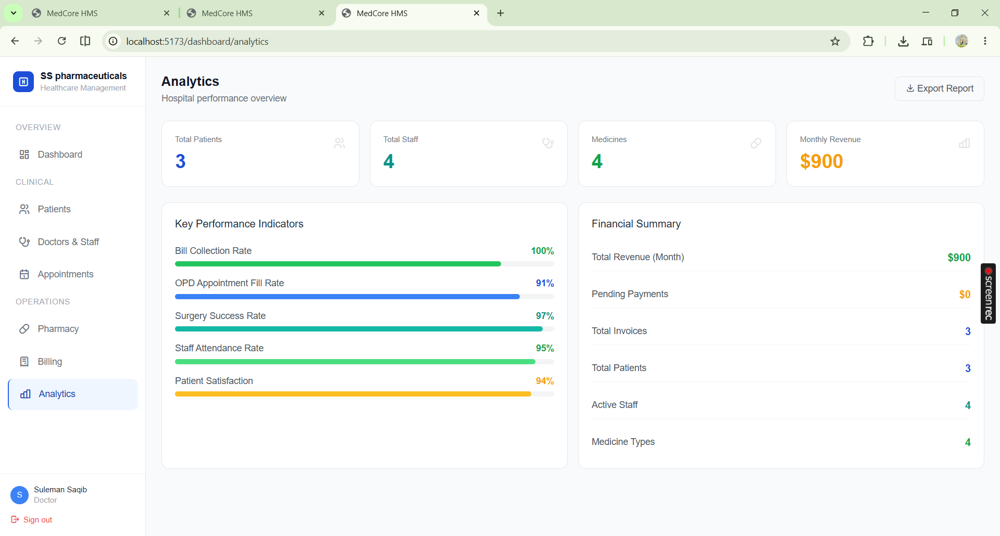 MedCore HMS
MedCore HMS
MedCore HMS
localhost:5173/dashboard/analytics
SS pharmaceuticals
Healthcare Management
OVERVIEW
Dashboard
CLINICAL
Patients
Doctors & Staff
Appointments
OPERATIONS
Pharmacy
Billing
Analytics
Suleman Saqib
S
Doctor
Sign out
Analytics
Hospital performance overview
Export Report
Total Patients
3
Total Staff
4
Medicines
4
Monthly Revenue
$900
Key Performance Indicators
Bill Collection Rate 100%
OPD Appointment Fill Rate 91%
Surgery Success Rate 97%
Staff Attendance Rate 95%
Patient Satisfaction 94%
Financial Summary
Total Revenue (Month) $900
Pending Payments $0
Total Invoices 3
Total Patients 3
Active Staff 4
Medicine Types 4
screenrec